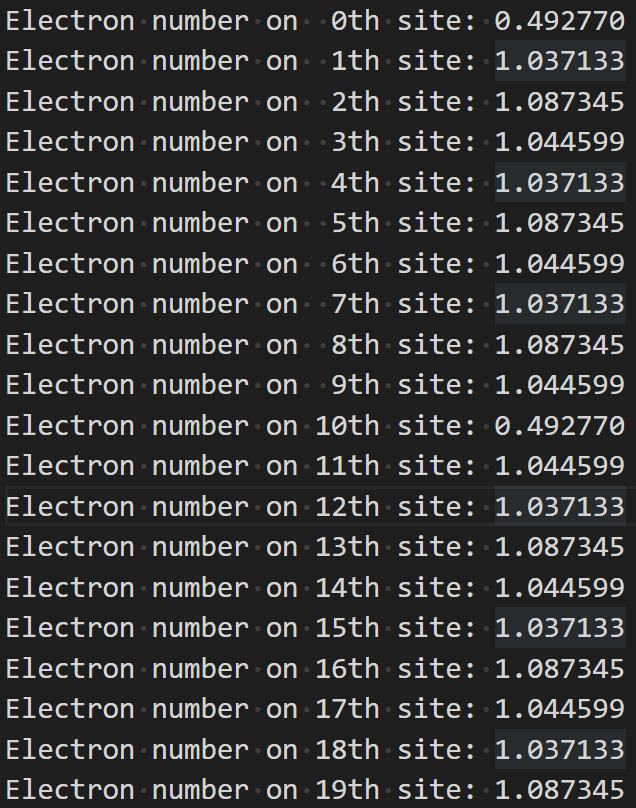 Electron number on   0th site: 0.492770
Electron number on   1th site: 1.037133
Electron number on   2th site: 1.087345
Electron number on   3th site: 1.044599
Electron number on   4th site: 1.037133
Electron number on   5th site: 1.087345
Electron number on   6th site: 1.044599
Electron number on   7th site: 1.037133
Electron number on   8th site: 1.087345
Electron number on   9th site: 1.044599
Electron number on 10th site: 0.492770
Electron number on 11th site: 1.044599
Electron number on 12th site: 1.037133
Electron number on 13th site: 1.087345
Electron number on 14th site: 1.044599
Electron number on 15th site: 1.037133
Electron number on 16th site: 1.087345
Electron number on 17th site: 1.044599
Electron number on 18th site: 1.037133
Electron number on 19th site: 1.087345